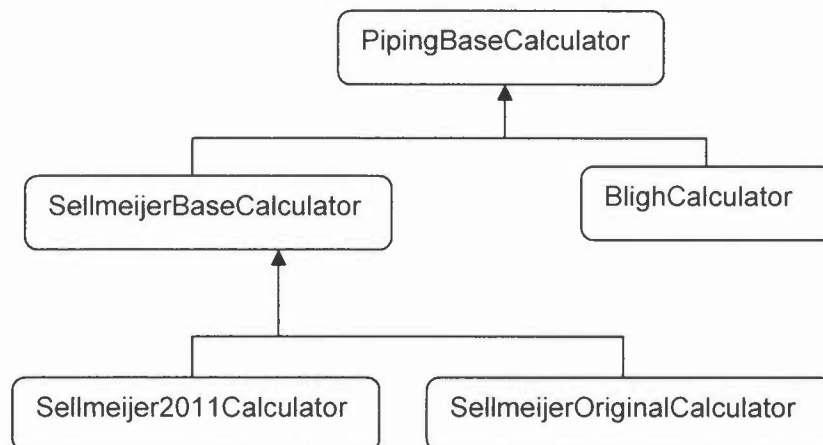 PipingBaseCalculator
SellmeijerBaseCalculator
BlighCalculator
Sellmeijer2011Calculator
SellmeijerOriginalCalculator